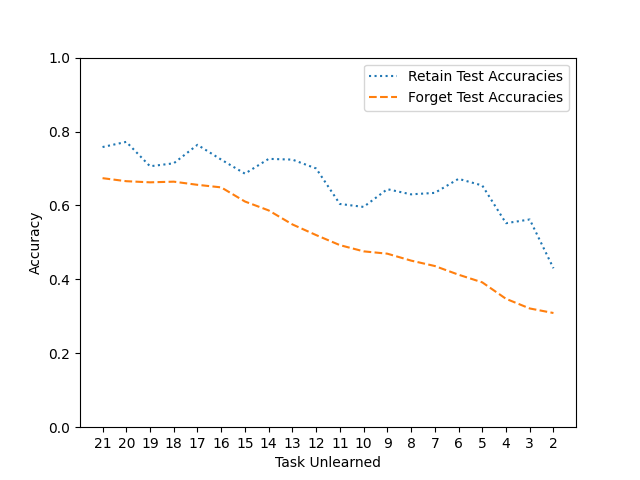 1.0
0.8
0.6
0.4
0.2
0.0
Accuracy
Retain Test Accuracies
Forget Test Accuracies
21 20 19 18 17 16 15 14 13 12 11 10 9 8 7 6 5 4 3 2
Task Unlearned